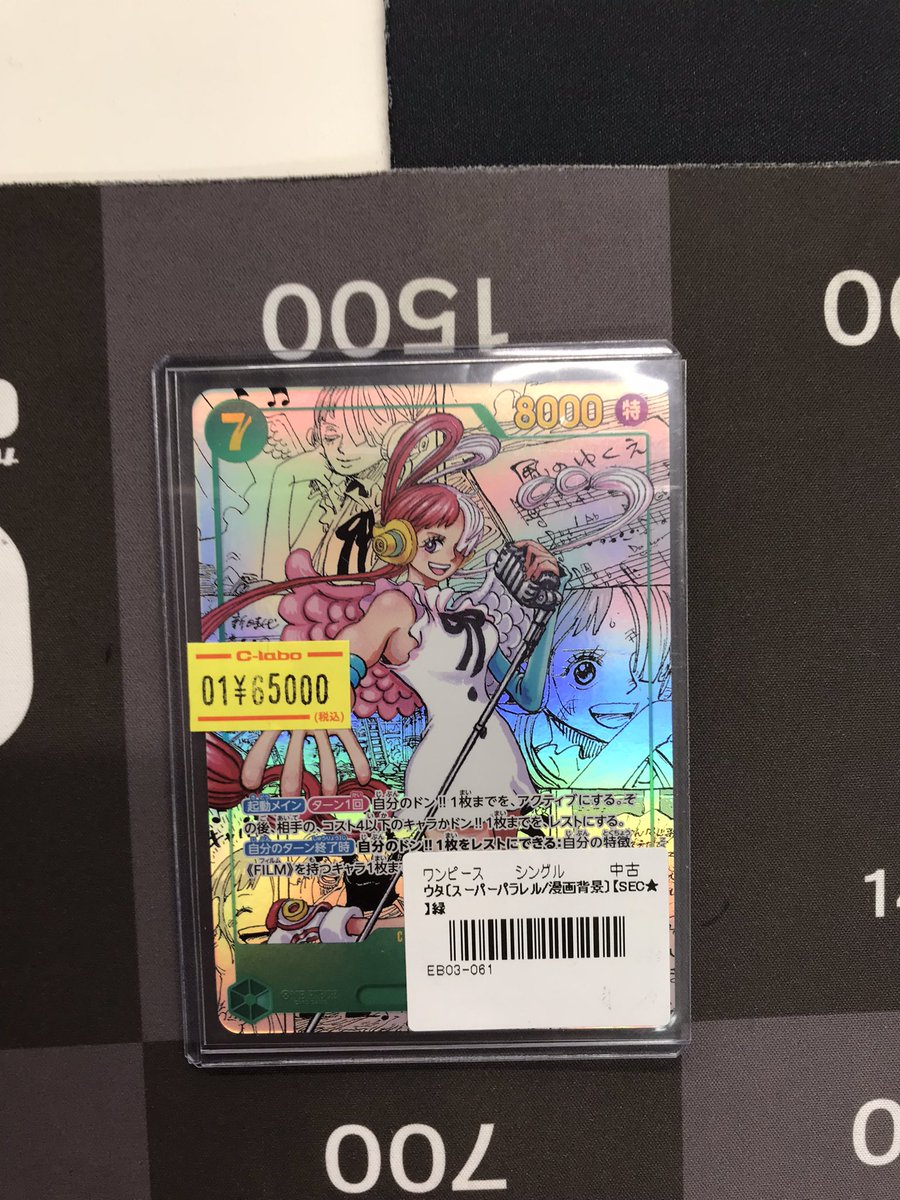 1500
00
7
8000 特
風のゆくえ
新時代
C-labo
01¥65000
(税込)
起動メイン ターン1回 自分のドン!!1枚までを、アクティブにする。そ
の後、相手の、コスト4以下のキャラかドン!!1枚までを、レストにする。
自分のターン終了時 自分のドン!!1枚をレストにできる:自分の特徴
《FILM》を持つキャラ1枚ま
ワンピース シングル 中古
ウタ〔スーパーパラレル/漫画背景〕【SEC★
】緑
EB03-061
700